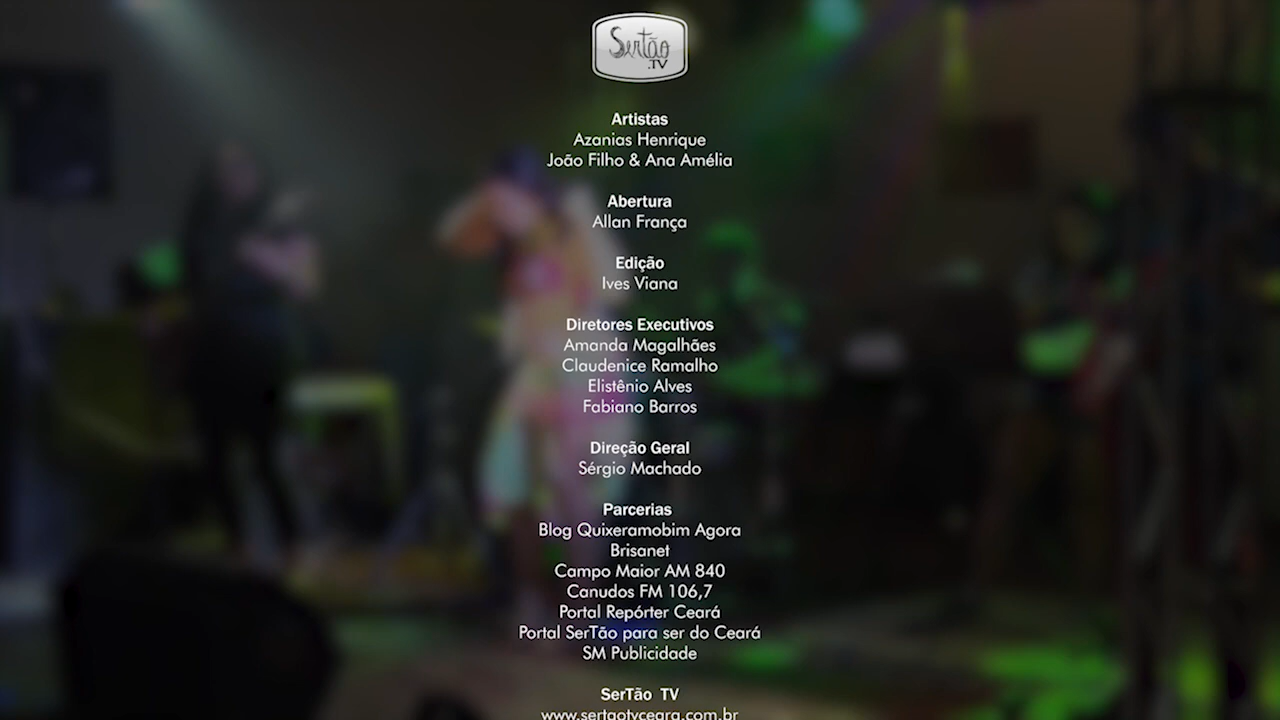 SerTão
.TV
Artistas
Azanias Henrique
João Filho & Ana Amélia
Abertura
Allan França
Edição
Ives Viana
Diretores Executivos
Amanda Magalhães
Claudenice Ramalho
Elistênio Alves
Fabiano Barros
Direção Geral
Sérgio Machado
Parcerias
Blog Quixeramobim Agora
Brisanet
Campo Maior AM 840
Canudos FM 106,7
Portal Repórter Ceará
Portal SerTão para ser do Ceará
SM Publicidade
SerTão TV
www.sertaotvceara.com.br